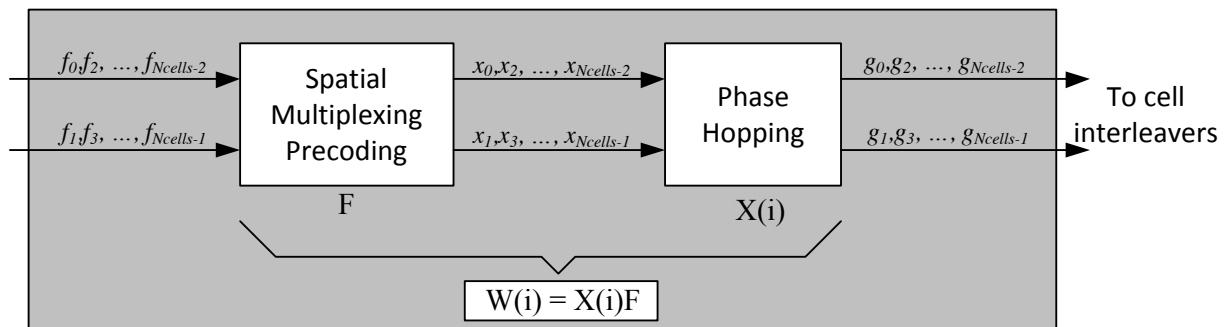 f0,f2, ..., fNcells-2
f1,f3, ..., fNcells-1
Spatial
Multiplexing
Precoding
F
x0,x2, ..., xNcells-2
x1,x3, ..., xNcells-1
Phase
Hopping
X(i)
g0,g2, ..., gNcells-2
g1,g3, ..., gNcells-1
To cell
interleavers
W(i) = X(i)F